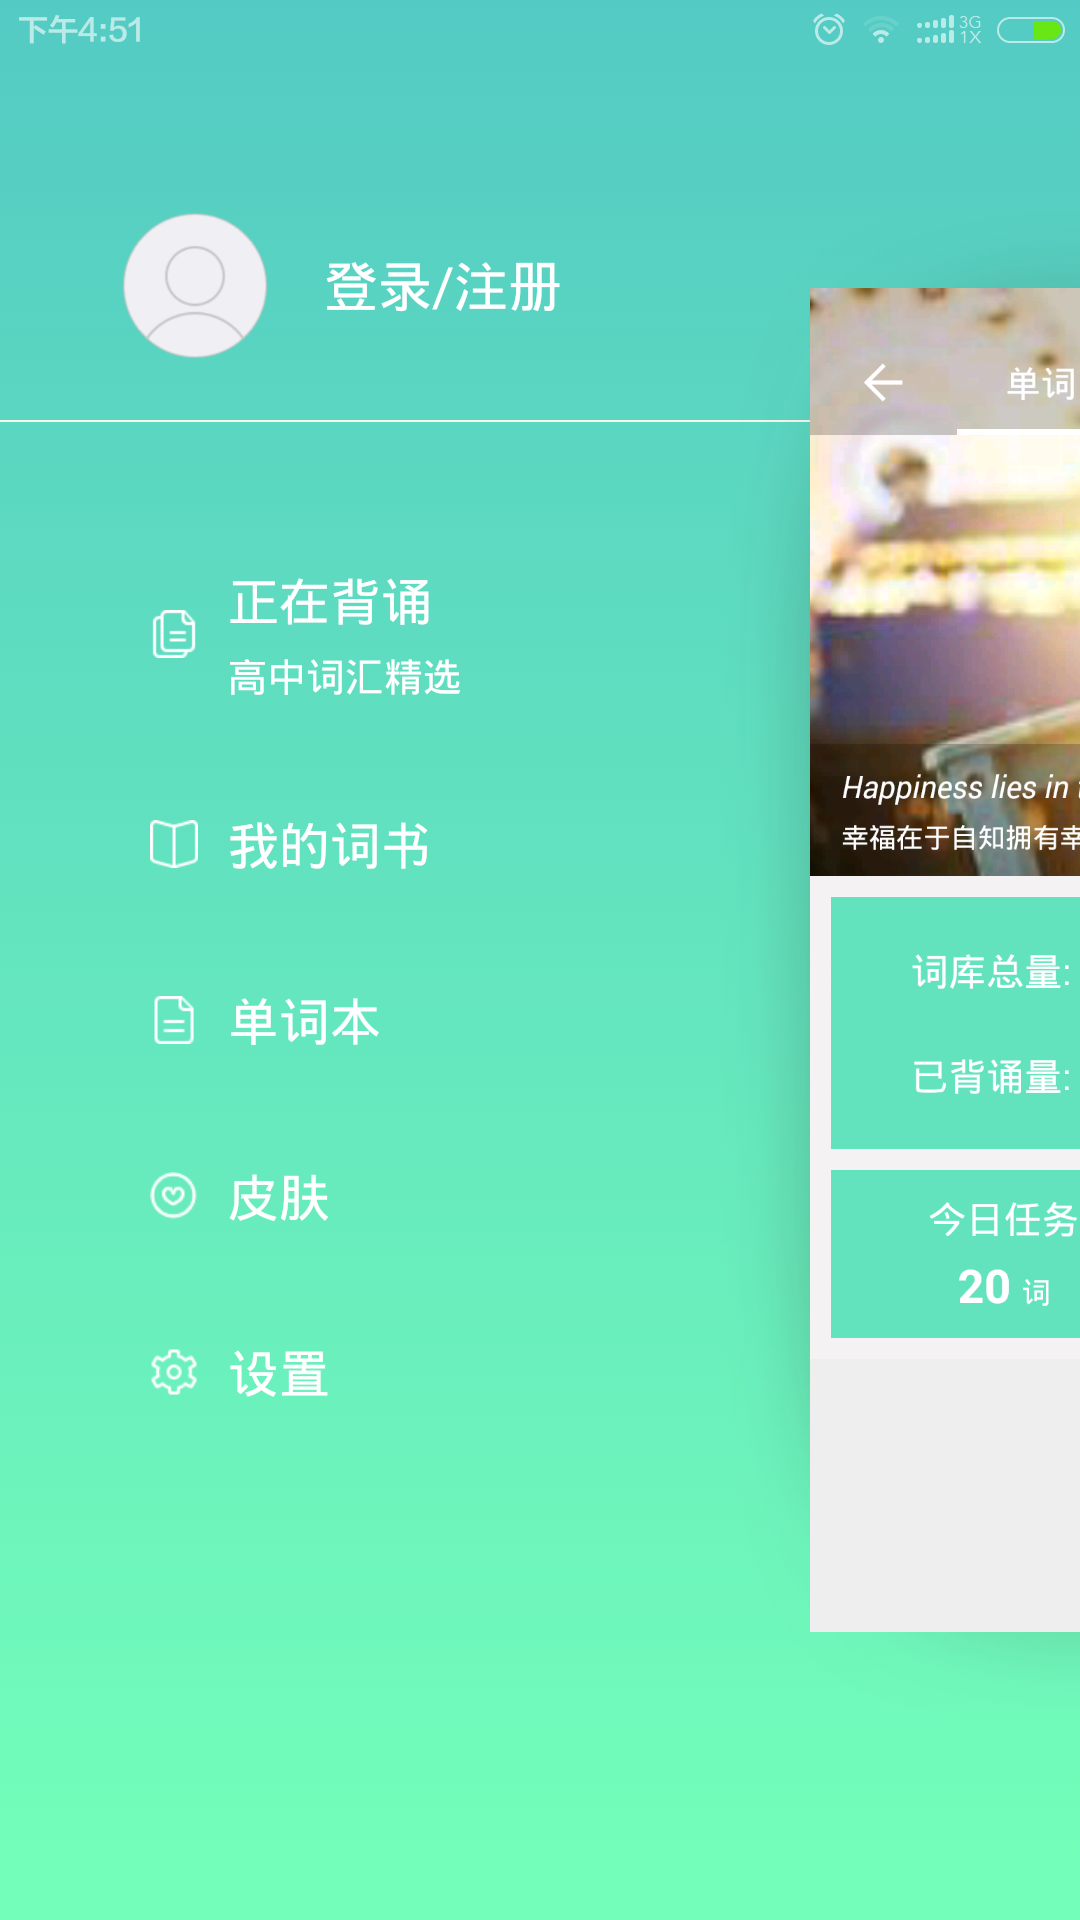 下午4:51
3G
1X
登录/注册
正在背诵
高中词汇精选
我的词书
单词本
皮肤
设置
单词
Happiness lies in
幸福在于自知拥有幸
词库总量:
已背诵量:
今日任务
20 词